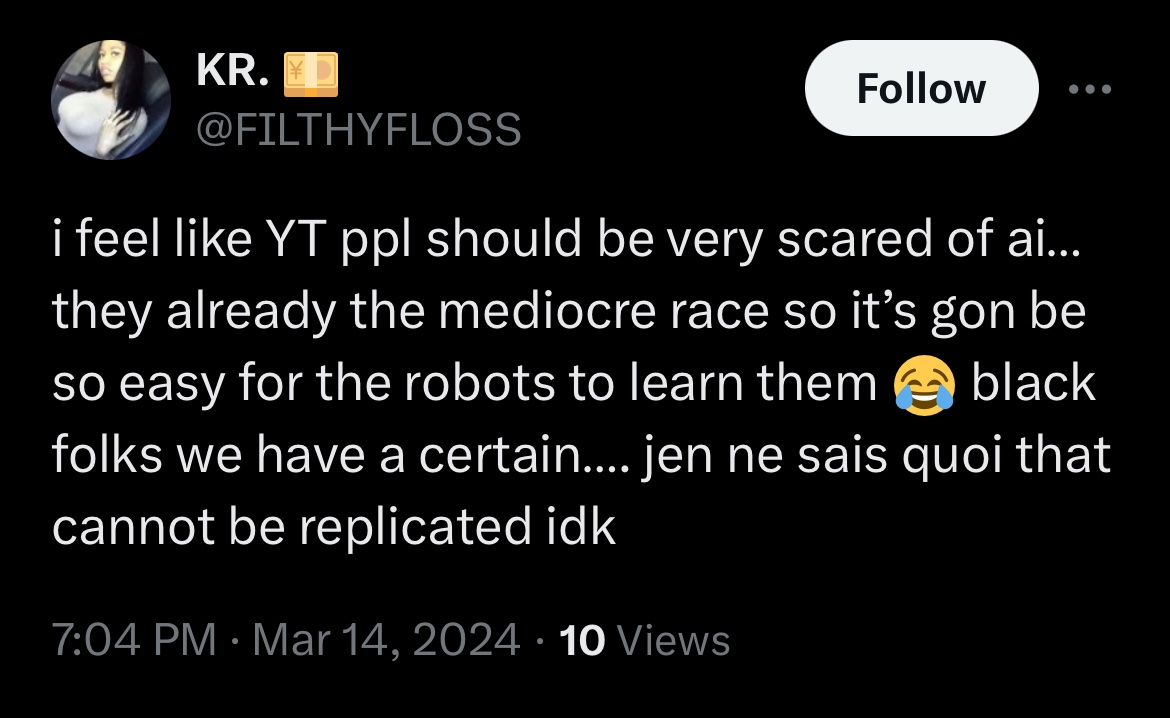 KR. 💴
@FILTHYFLOSS
Follow
i feel like YT ppl should be very scared of ai...
they already the mediocre race so it’s gon be
so easy for the robots to learn them 😂 black
folks we have a certain.... jen ne sais quoi that
cannot be replicated idk
7:04 PM · Mar 14, 2024 · 10 Views